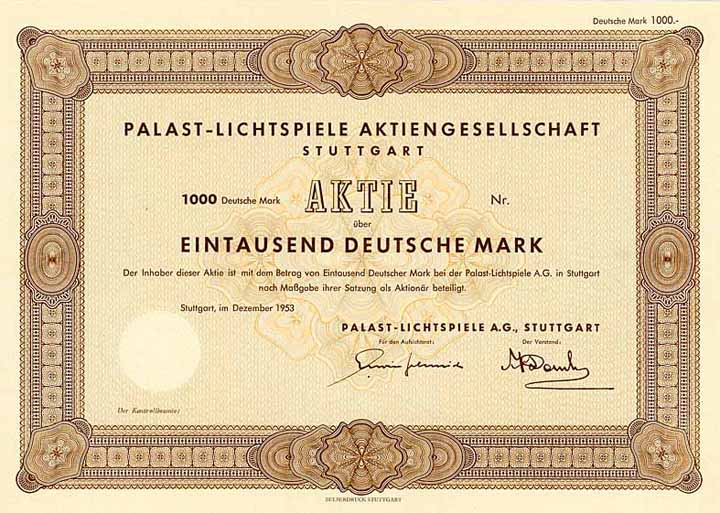 Deutsche Mark 1000.-
PALAST-LICHTSPIELE AKTIENGESELLSCHAFT
STUTTGART
1000 Deutsche Mark AKTIE Nr.
über
EINTAUSEND DEUTSCHE MARK
Der Inhaber dieser Aktie ist mit dem Betrag von Eintausend Deutscher Mark bei der Palast-Lichtspiele A.G. in Stuttgart
nach Maßgabe ihrer Satzung als Aktionär beteiligt.
Stuttgart, im Dezember 1953
PALAST-LICHTSPIELE A.G., STUTTGART
Für den Aufsichtsrat: Der Vorstand:
Der Kontrollbeamte:
BELSERDRUCK STUTTGART